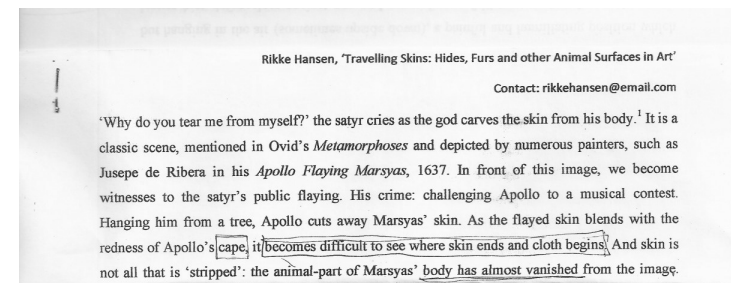 Rikke Hansen, 'Travelling Skins: Hides, Furs and other Animal Surfaces in Art'
Contact: rikkehansen@email.com
'Why do you tear me from myself?' the satyr cries as the god carves the skin from his body.¹ It is a
classic scene, mentioned in Ovid's Metamorphoses and depicted by numerous painters, such as
Jusepe de Ribera in his Apollo Flaying Marsyas, 1637. In front of this image, we become
witnesses to the satyr's public flaying. His crime: challenging Apollo to a musical contest.
Hanging him from a tree, Apollo cuts away Marsyas' skin. As the flayed skin blends with the
redness of Apollo's cape, it becomes difficult to see where skin ends and cloth begins. And skin is
not all that is 'stripped': the animal-part of Marsyas' body has almost vanished from the image.